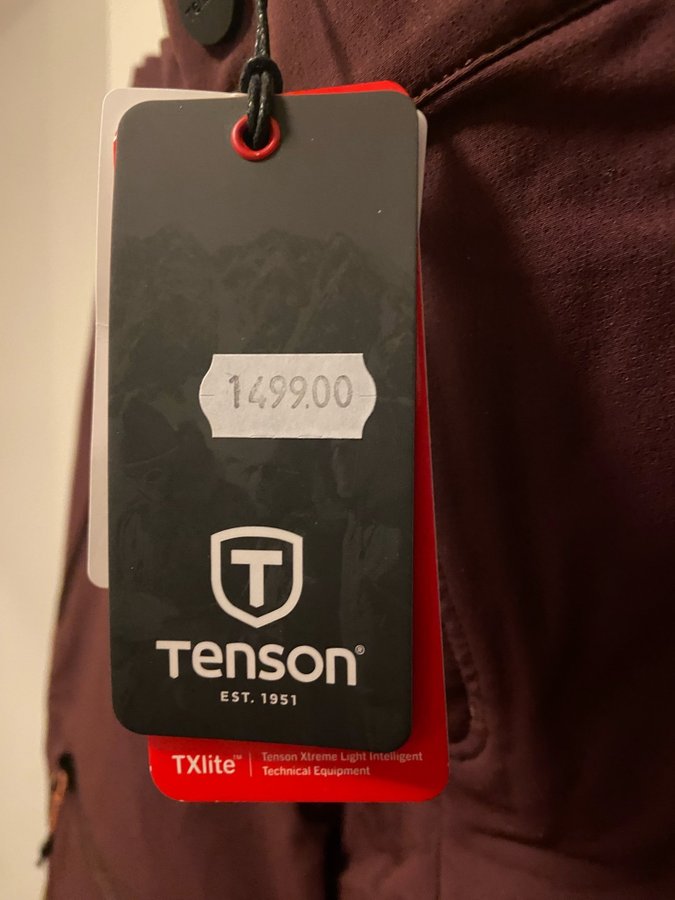 1499.00
T
Tenson®
EST. 1951
TXlite™ | Tenson Xtreme Light Intelligent
Technical Equipment